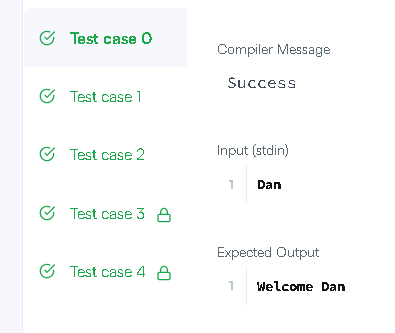 Test case 0
Test case 1
Test case 2
Test case 3
Test case 4
Compiler Message
Success
Input (stdin)
1 Dan
Expected Output
1 Welcome Dan